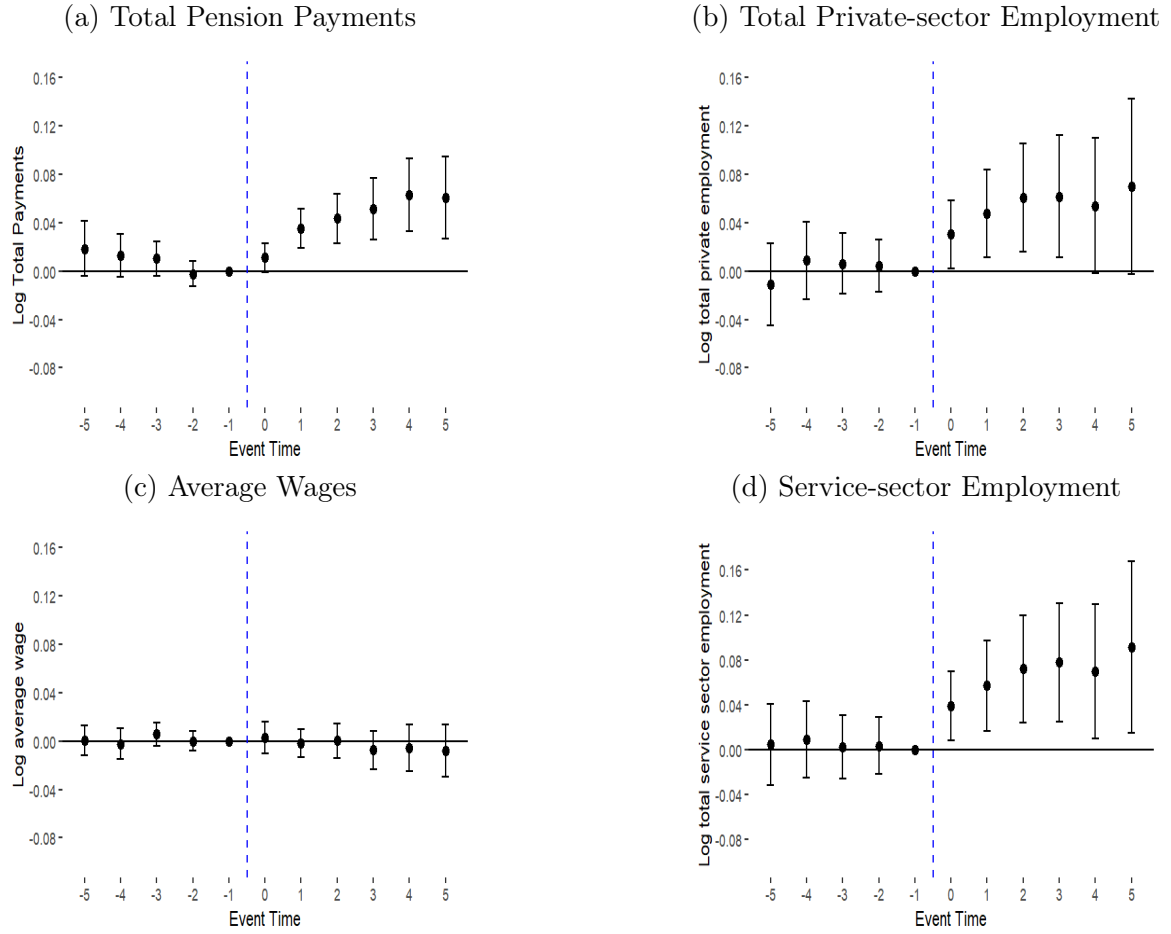 (a) Total Pension Payments
Log Total Payments
0.16
0.12
0.08
0.04
0.00
-0.04
-0.08
-5 -4 -3 -2 -1 0 1 2 3 4 5
Event Time
(b) Total Private-sector Employment
Log total private employment
0.16
0.12
0.08
0.04
0.00
-0.04
-0.08
-5 -4 -3 -2 -1 0 1 2 3 4 5
Event Time
(c) Average Wages
Log average wage
0.16
0.12
0.08
0.04
0.00
-0.04
-0.08
-5 -4 -3 -2 -1 0 1 2 3 4 5
Event Time
(d) Service-sector Employment
Log total service sector employment
0.16
0.12
0.08
0.04
0.00
-0.04
-0.08
-5 -4 -3 -2 -1 0 1 2 3 4 5
Event Time